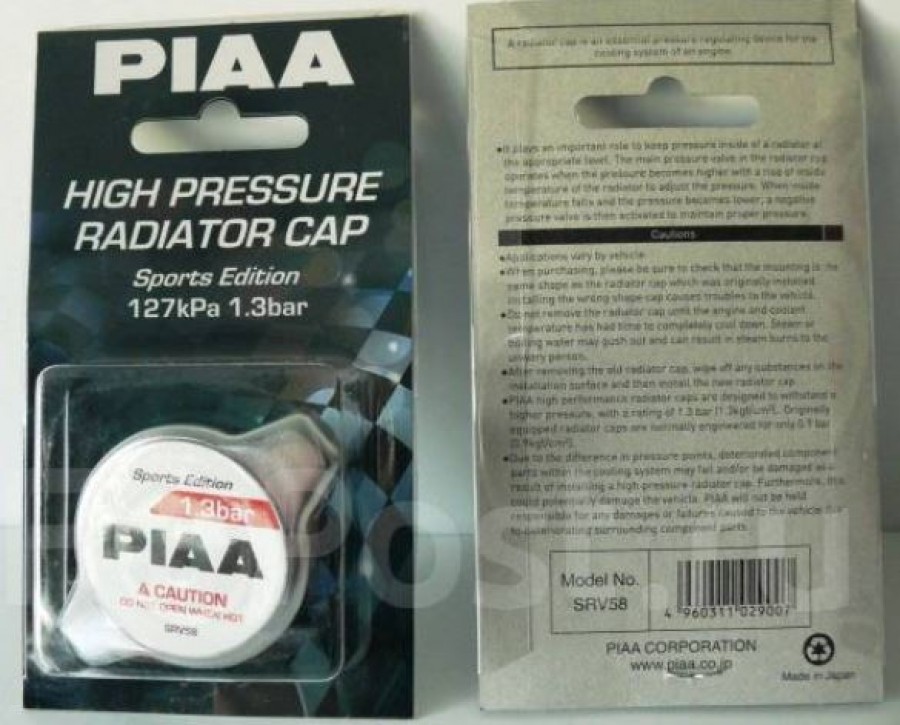 PIAA
HIGH PRESSURE
RADIATOR CAP
Sports Edition
127kPa 1.3bar
Sports Edition
1.3bar
PIAA
CAUTION
DO NOT OPEN WHEN HOT
SRV58
A radiator cap is an essential pressure regulating device for the
cooling system of an engine.
•It plays an important role to keep pressure inside of a radiator at
the appropriate level. The main pressure valve in the radiator cap
operates when the pressure becomes higher with a rise of inside
temperature of the radiator to adjust the pressure. When inside
temperature falls and the pressure becomes lower, a negative
pressure valve is then activated to maintain proper pressure.
Cautions
•Applications vary by vehicle.
•When purchasing, please be sure to check that the mounting is the
same shape as the radiator cap which was originally installed.
Installing the wrong shape cap causes troubles to the vehicle.
•Do not remove the radiator cap until the engine and coolant
temperature has had time to completely cool down. Steam or
boiling water may gush out and can result in steam burns to the
unwary person.
•After removing the old radiator cap, wipe off any substances on the
installation surface and then install the new radiator cap.
•PIAA high performance radiator caps are designed to withstand a
higher pressure, with a rating of 1.3 bar (1.3kgf/cm²). Originally
equipped radiator caps are normally engineered for only 0.9 bar
(0.9kgf/cm²).
•Due to the difference in pressure points, deteriorated component
parts within the cooling system may fail and/or be damaged as a
result of installing a high pressure radiator cap. Furthermore, this
could potentially damage the vehicle. PIAA will not be held
responsible for any damages or failures caused to the vehicle due
to deteriorating surrounding component parts.
Model No.
SRV58
4 960311 029007
PIAA CORPORATION
www.piaa.co.jp
Made in Japan